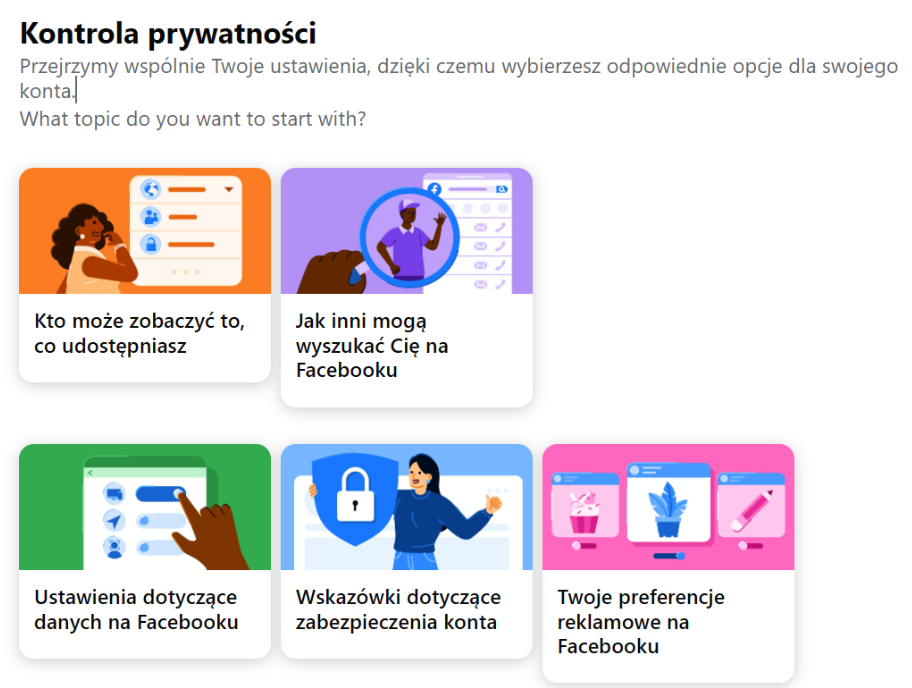 Kontrola prywatności
Przejrzymy wspólnie Twoje ustawienia, dzięki czemu wybierzesz odpowiednie opcje dla swojego
konta.
What topic do you want to start with?
Kto może zobaczyć to,
co udostępniasz
Jak inni mogą
wyszukać Cię na
Facebooku
Ustawienia dotyczące
danych na Facebooku
Wskazówki dotyczące
zabezpieczenia konta
Twoje preferencje
reklamowe na
Facebooku